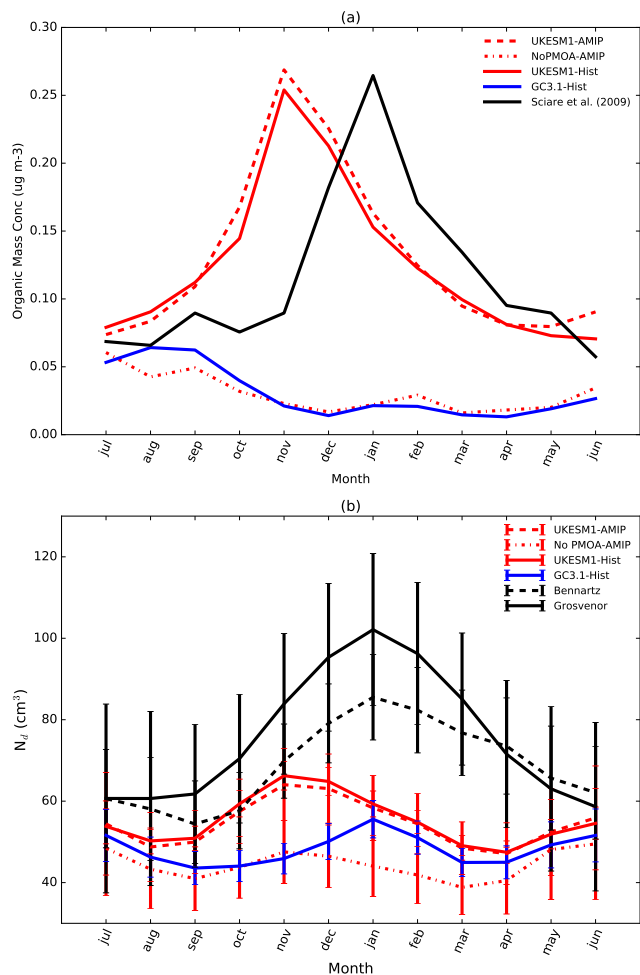 (a)
0.30
0.25
0.20
0.15
0.10
0.05
0.00
Organic Mass Conc (ug m-3)
UKESM1-AMIP
NoPMOA-AMIP
UKESM1-Hist
GC3.1-Hist
Sciare et al. (2009)
jul aug sep oct nov dec jan feb mar apr may jun
Month
(b)
120
100
80
60
40
N_d (cm³)
UKESM1-AMIP
No PMOA-AMIP
UKESM1-Hist
GC3.1-Hist
Bennartz
Grosvenor
jul aug sep oct nov dec jan feb mar apr may jun
Month